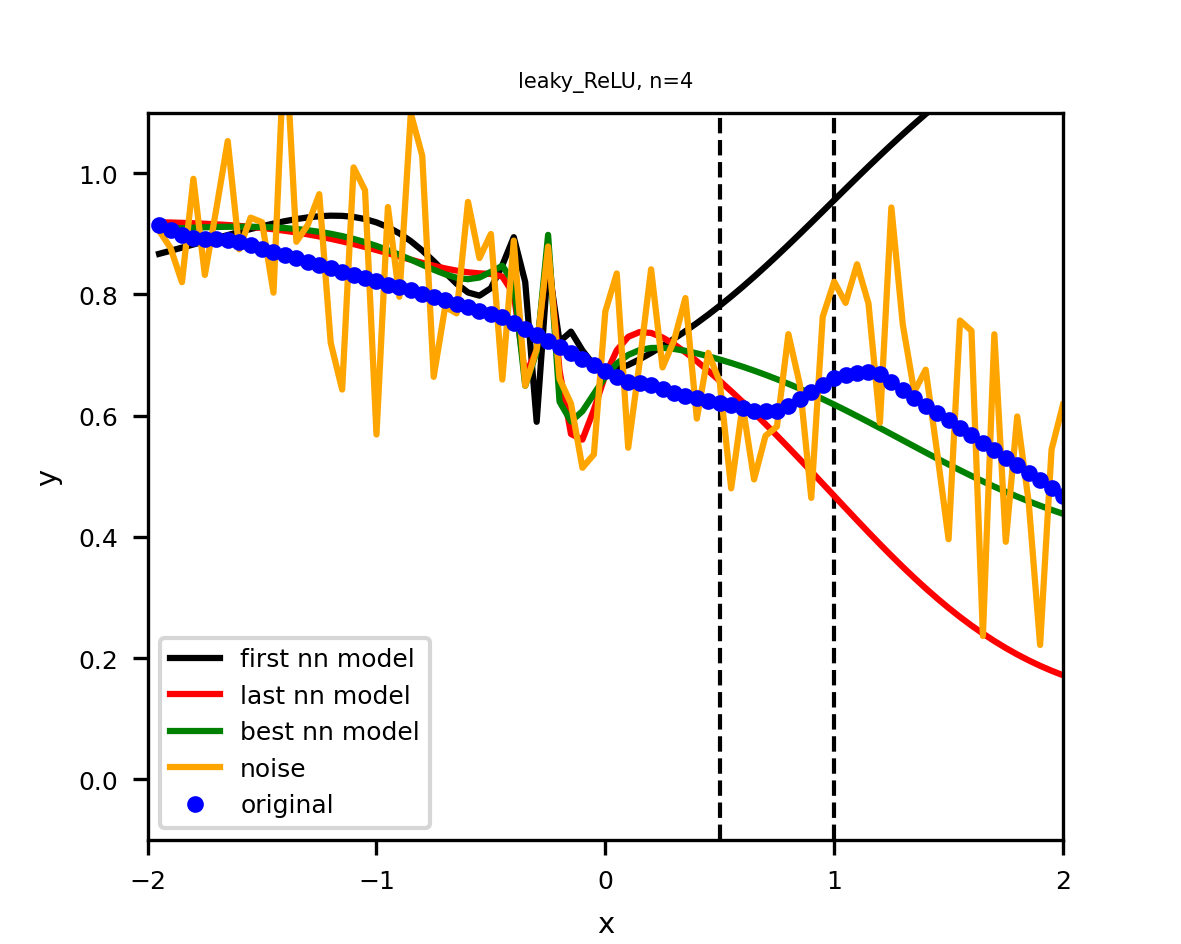 leaky_ReLU, n=4
1.0
0.8
0.6
0.4
0.2
0.0
y
first nn model
last nn model
best nn model
noise
original
−2
−1
0
1
2
x